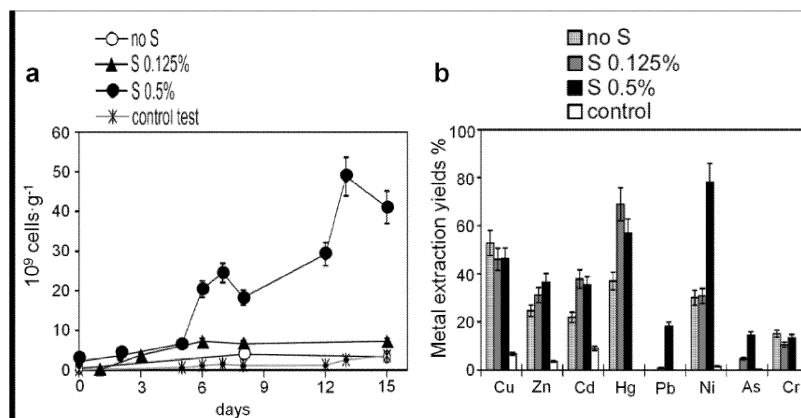 no S
S 0.125%
S 0.5%
control test
a
60
50
40
30
20
10
0
10⁹ cells·g⁻¹
0 3 6 9 12 15
days
no S
S 0.125%
S 0.5%
control
b
100
80
60
40
20
0
Metal extraction yields %
Cu Zn Cd Hg Pb Ni As Cr